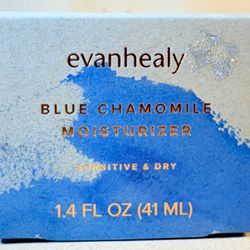 evanhealy
BLUE CHAMOMILE
MOISTURIZER
SENSITIVE & DRY
1.4 FL OZ (41 ML)